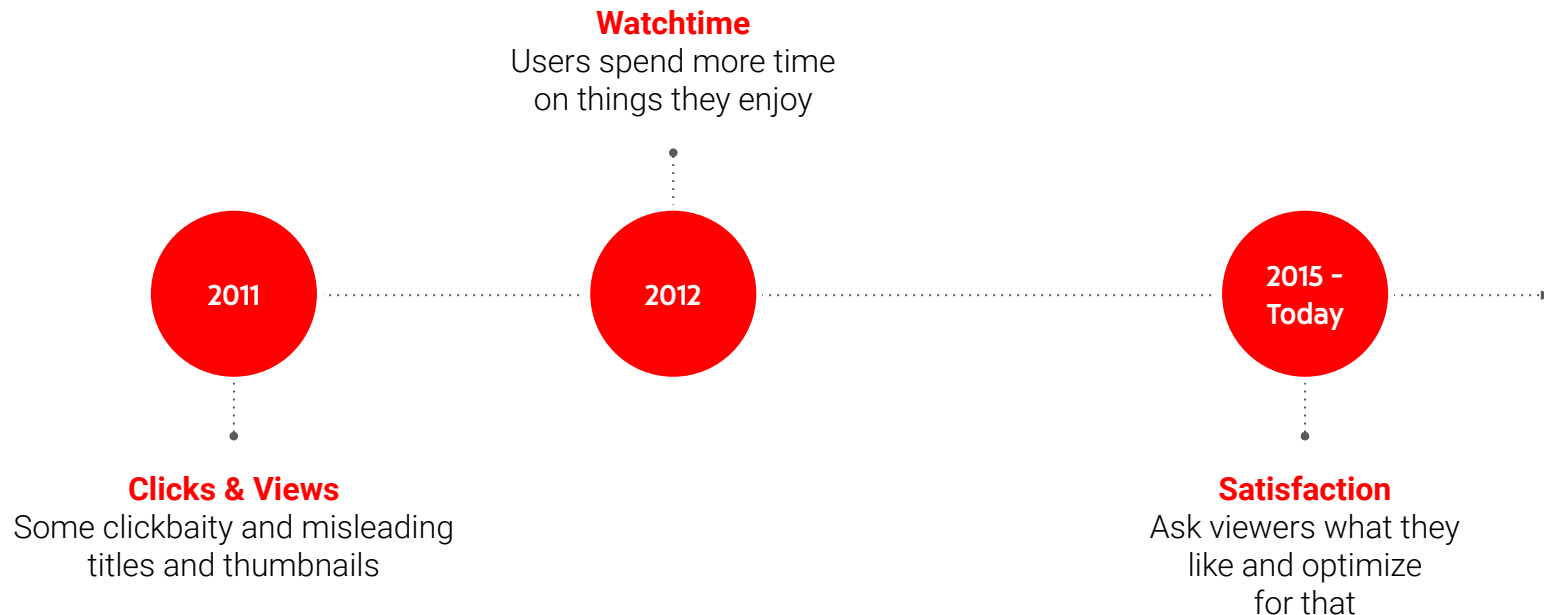 Watchtime
Users spend more time
on things they enjoy
2011
2012
2015 -
Today
Clicks & Views
Some clickbaity and misleading
titles and thumbnails
Satisfaction
Ask viewers what they
like and optimize
for that